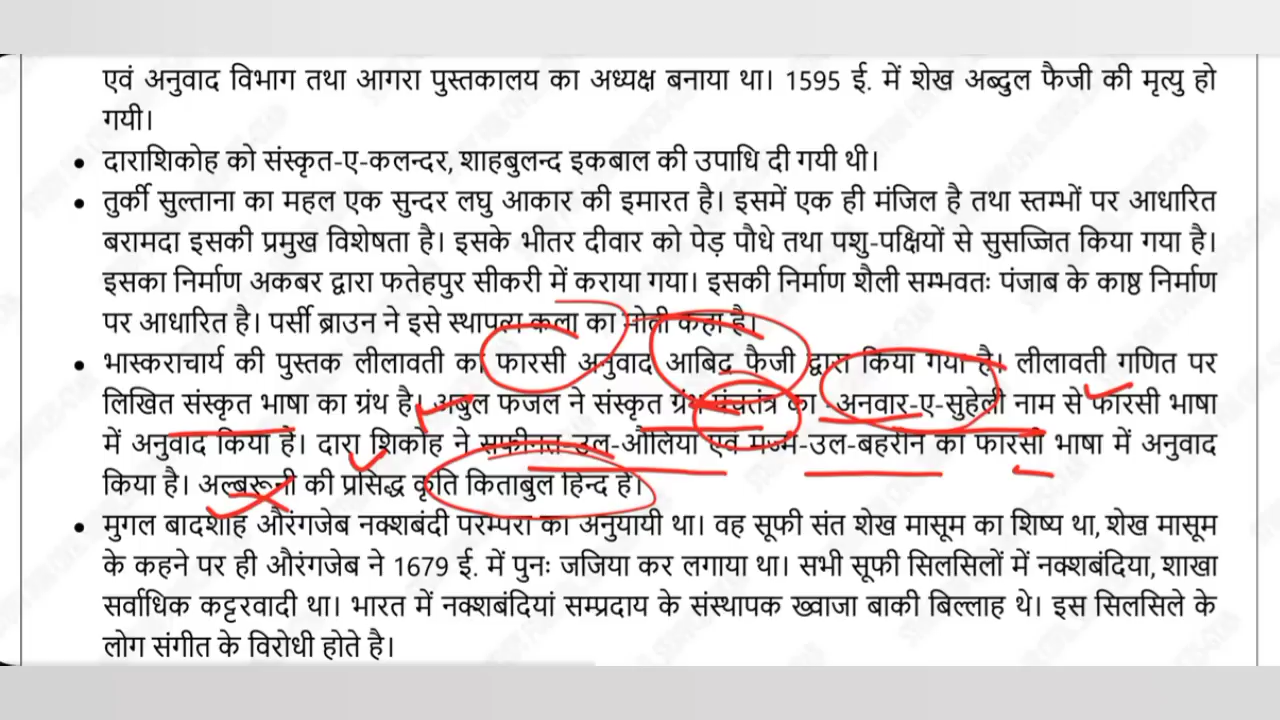 एवं अनुवाद विभाग तथा आगरा पुस्तकालय का अध्यक्ष बनाया था। 1595 ई. में शेख अब्दुल फैजी की मृत्यु हो
गयी।
• दाराशिकोह को संस्कृत-ए-कलन्दर, शाहबुलन्द इकबाल की उपाधि दी गयी थी।
• तुर्की सुल्ताना का महल एक सुन्दर लघु आकार की इमारत है। इसमें एक ही मंजिल है तथा स्तम्भों पर आधारित
बरामदा इसकी प्रमुख विशेषता है। इसके भीतर दीवार को पेड़ पौधे तथा पशु-पक्षियों से सुसज्जित किया गया है।
इसका निर्माण अकबर द्वारा फतेहपुर सीकरी में कराया गया। इसकी निर्माण शैली सम्भवतः पंजाब के काष्ठ निर्माण
पर आधारित है। पर्सी ब्राउन ने इसे स्थापत्य कला का मोती कहा है।
• भास्कराचार्य की पुस्तक लीलावती का फारसी अनुवाद आबिद फैजी द्वारा किया गया है। लीलावती गणित पर
लिखित संस्कृत भाषा का ग्रंथ है। अबुल फजल ने संस्कृत ग्रंथ पंचतंत्र का -अनवार-ए-सुहेली नाम से फारसी भाषा
में अनुवाद किया है। दारा शिकोह ने सफीनत-उल-औलिया एवं मज्म-उल-बहरीन का फारसी भाषा में अनुवाद
किया है। अल्बरूनी की प्रसिद्ध कृति किताबुल हिन्द है।
• मुगल बादशाह औरंगजेब नक्शबंदी परम्परा का अनुयायी था। वह सूफी संत शेख मासूम का शिष्य था, शेख मासूम
के कहने पर ही औरंगजेब ने 1679 ई. में पुनः जजिया कर लगाया था। सभी सूफी सिलसिलों में नक्शबंदिया, शाखा
सर्वाधिक कट्टरवादी था। भारत में नक्शबंदियां सम्प्रदाय के संस्थापक ख्वाजा बाकी बिल्लाह थे। इस सिलसिले के
लोग संगीत के विरोधी होते है।